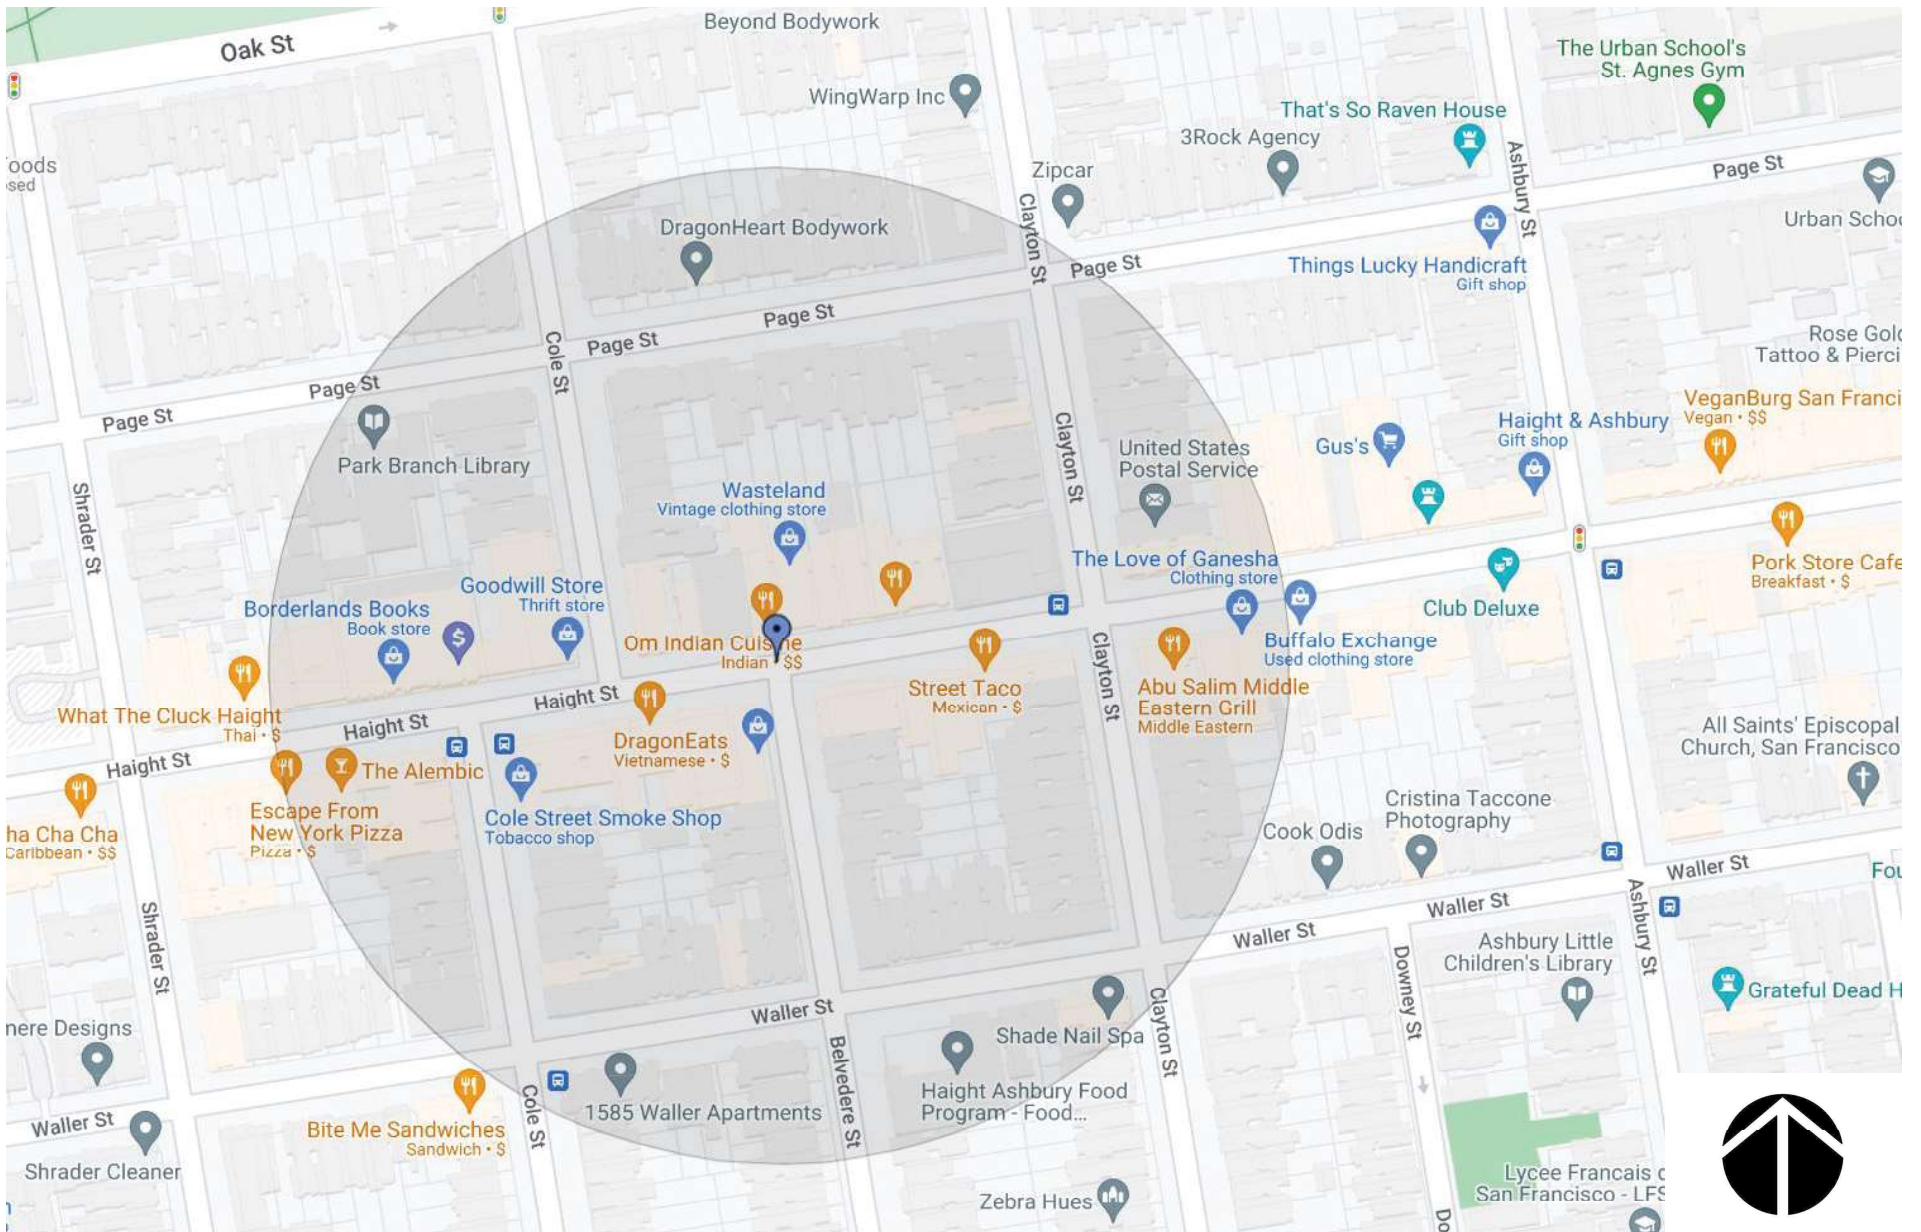 Beyond Bodywork
Oak St
The Urban School's
St. Agnes Gym
WingWarp Inc
That's So Raven House
3Rock Agency
Ashbury St
Page St
Zipcar
Clayton St
Urban
DragonHeart Bodywork
Page St
Things Lucky Handicraft
Gift shop
Page St
Page St
Cole St
Rose Gold
Tattoo &
Page St
Page St
VeganBurg San
Vegan • $$
Haight & Ashbury
Gift shop
Clayton St
United States
Postal Service
Gus's
Park Branch Library
Shrader St
Wasteland
Vintage clothing store
The Love of Ganesha
Clothing store
Pork Store Cafe
Breakfast • $
Goodwill Store
Thrift store
Borderlands Books
Book store
$
Club Deluxe
Om Indian Cuisine
Indian • $$
Buffalo Exchange
Used clothing store
Clayton St
Street Taco
Mexican • $
Abu Salim Middle
Eastern Grill
Middle Eastern
Haight St
What The Cluck Haight
Thai • $
Haight St
DragonEats
Vietnamese • $
All Saints' Episcopal
Church, San Francisco
Haight St
The Alembic
Escape From
New York Pizza
Pizza • $
Cole Street Smoke Shop
Tobacco shop
Cristina Taccone
Photography
Cook Odis
ha Cha Cha
Caribbean • $$
Waller St
Shrader St
Waller St
Ashbury St
Waller St
Ashbury Little
Children's Library
Downey St
Grateful Dead H
Waller St
Clayton St
mere Designs
Shade Nail Spa
Belvedere St
Haight Ashbury Food
Program - Food...
1585 Waller Apartments
Cole St
Waller St
Bite Me Sandwiches
Sandwich • $
Shrader Cleaner
Zebra Hues
Lycee Francais
San Francisco - LFS